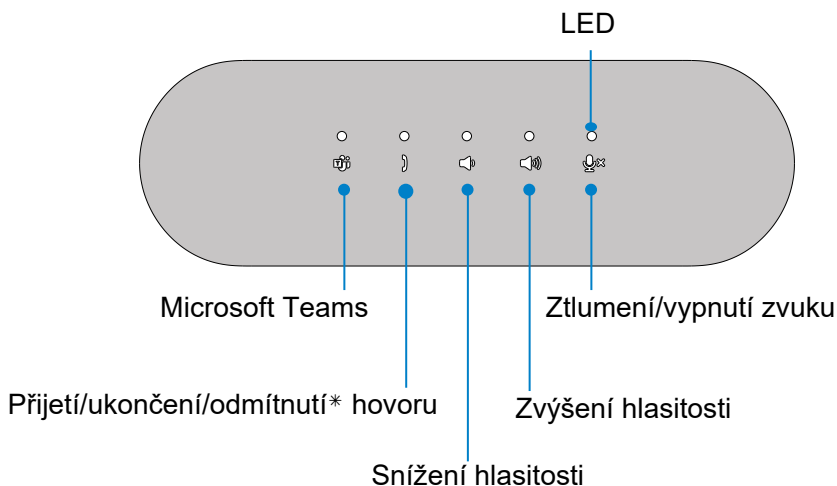 LED
Microsoft Teams
Ztlumení/vypnutí zvuku
Přijetí/ukončení/odmítnutí* hovoru
Zvýšení hlasitosti
Snížení hlasitosti